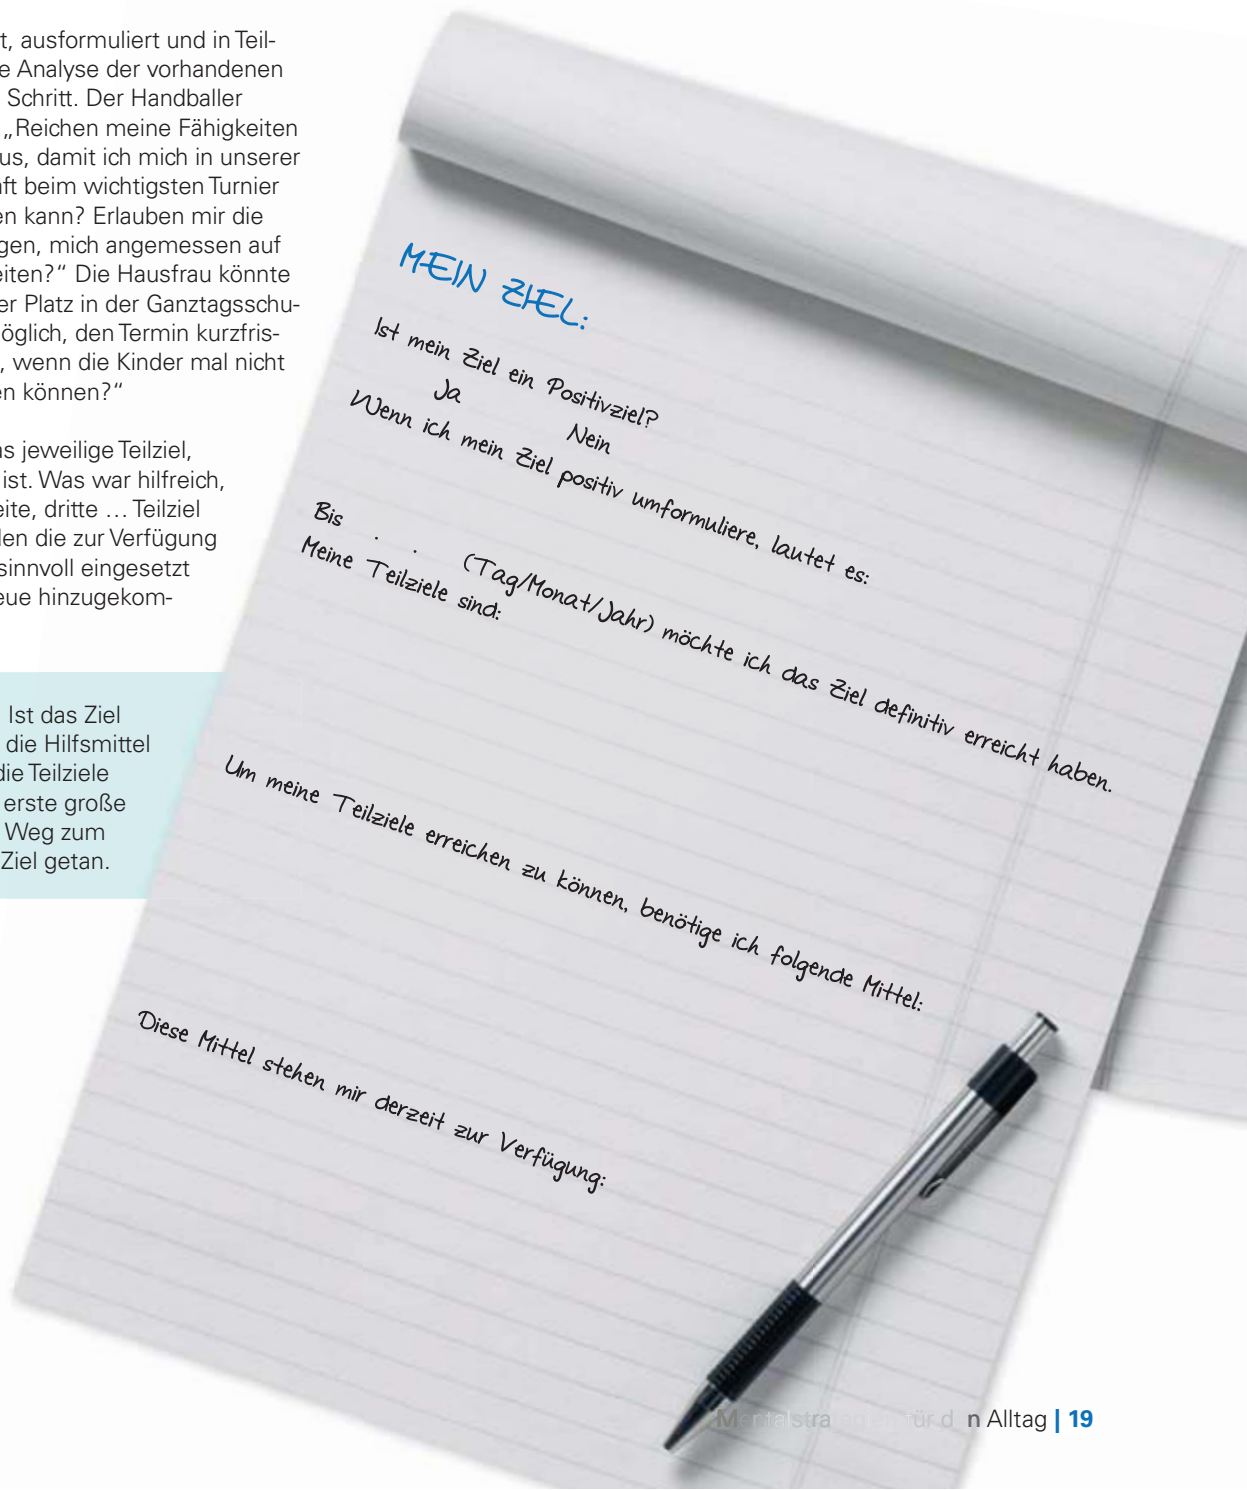 t, ausformuliert und in Teil-
e Analyse der vorhandenen
Schritt. Der Handballer
„Reichen meine Fähigkeiten
us, damit ich mich in unserer
ft beim wichtigsten Turnier
en kann? Erlauben mir die
gen, mich angemessen auf
eiten?“ Die Hausfrau könnte
er Platz in der Ganztagsschu-
öglich, den Termin kurzfris-
, wenn die Kinder mal nicht
en können?“
as jeweilige Teilziel,
ist. Was war hilfreich,
eite, dritte … Teilziel
den die zur Verfügung
sinnvoll eingesetzt
eue hinzugekom-
Ist das Ziel
die Hilfsmittel
die Teilziele
erste große
Weg zum
Ziel getan.
MEIN ZIEL:
Ist mein Ziel ein Positivziel?
Ja Nein
Wenn ich mein Ziel positiv umformuliere, lautet es:
Bis . . (Tag/Monat/Jahr) möchte ich das Ziel definitiv erreicht haben.
Meine Teilziele sind:
Um meine Teilziele erreichen zu können, benötige ich folgende Mittel:
Diese Mittel stehen mir derzeit zur Verfügung:
Alltag | 19